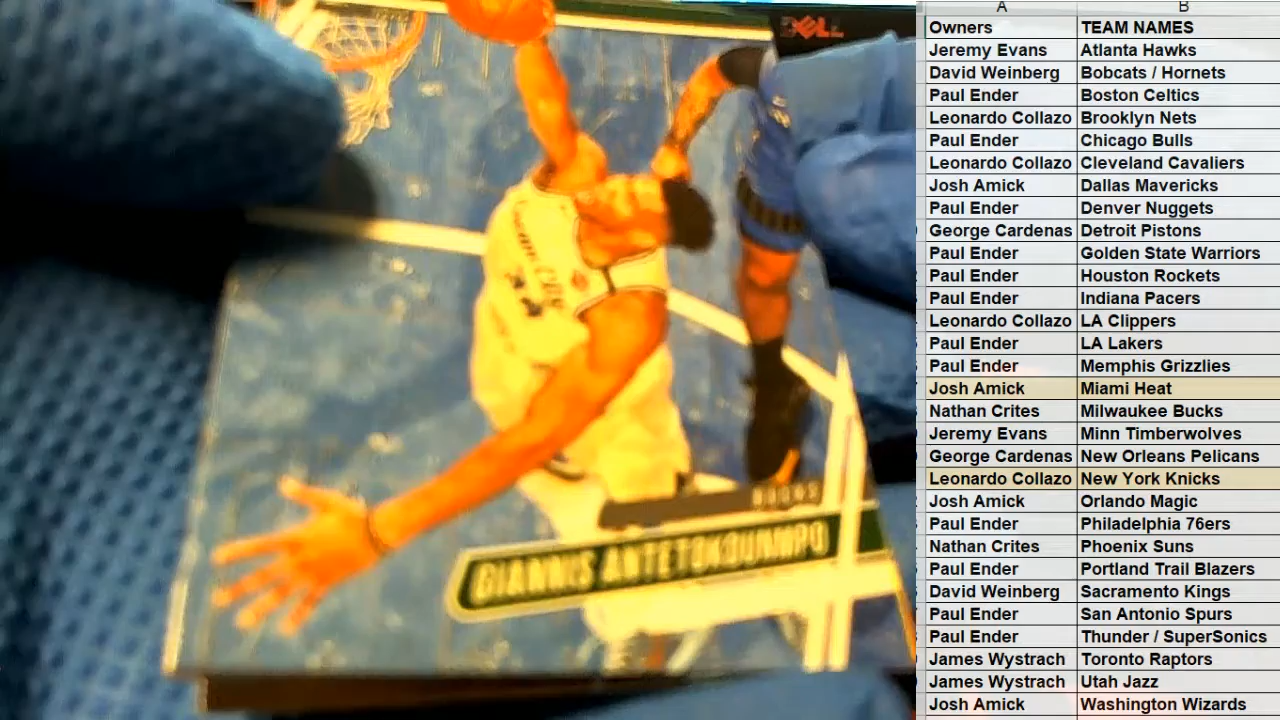 DELL
BUCKS
GIANNIS ANTETOKOUNMPO
A B
Owners TEAM NAMES
Jeremy Evans Atlanta Hawks
David Weinberg Bobcats / Hornets
Paul Ender Boston Celtics
Leonardo Collazo Brooklyn Nets
Paul Ender Chicago Bulls
Leonardo Collazo Cleveland Cavaliers
Josh Amick Dallas Mavericks
Paul Ender Denver Nuggets
George Cardenas Detroit Pistons
Paul Ender Golden State Warriors
Paul Ender Houston Rockets
Paul Ender Indiana Pacers
Leonardo Collazo LA Clippers
Paul Ender LA Lakers
Paul Ender Memphis Grizzlies
Josh Amick Miami Heat
Nathan Crites Milwaukee Bucks
Jeremy Evans Minn Timberwolves
George Cardenas New Orleans Pelicans
Leonardo Collazo New York Knicks
Josh Amick Orlando Magic
Paul Ender Philadelphia 76ers
Nathan Crites Phoenix Suns
Paul Ender Portland Trail Blazers
David Weinberg Sacramento Kings
Paul Ender San Antonio Spurs
Paul Ender Thunder / SuperSonics
James Wystrach Toronto Raptors
James Wystrach Utah Jazz
Josh Amick Washington Wizards